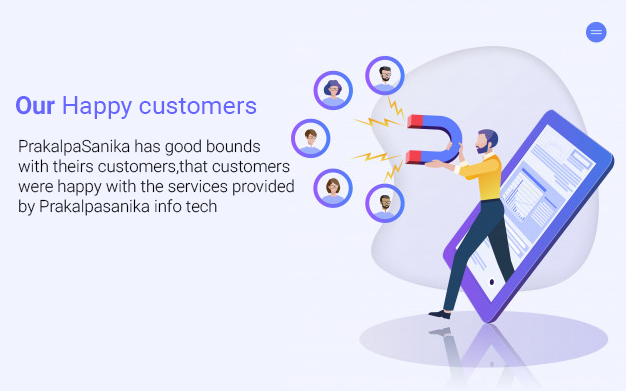 Our Happy customers
PrakalpaSanika has good bounds
with theirs customers,that customers
were happy with the services provided
by Prakalpasanika info tech